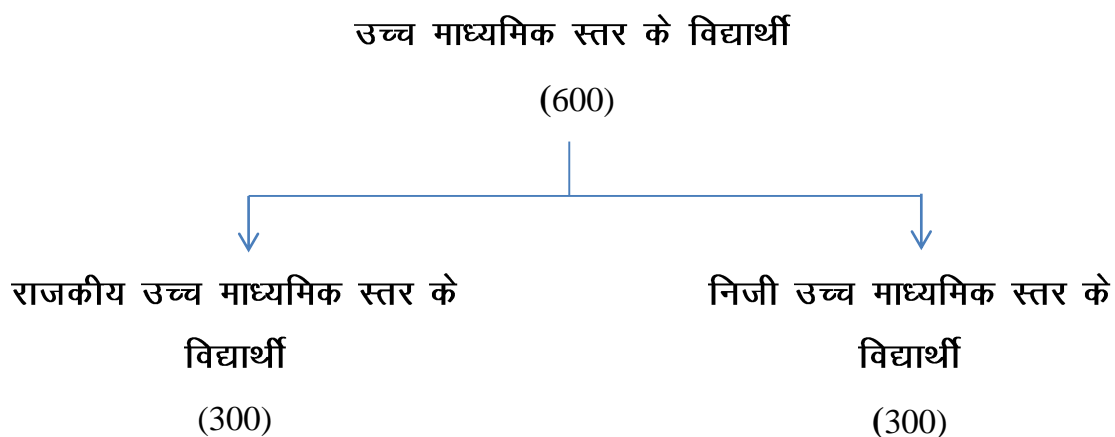 उच्च माध्यमिक स्तर के विद्यार्थी
(600)
राजकीय उच्च माध्यमिक स्तर के
विद्यार्थी
(300)
निजी उच्च माध्यमिक स्तर के
विद्यार्थी
(300)